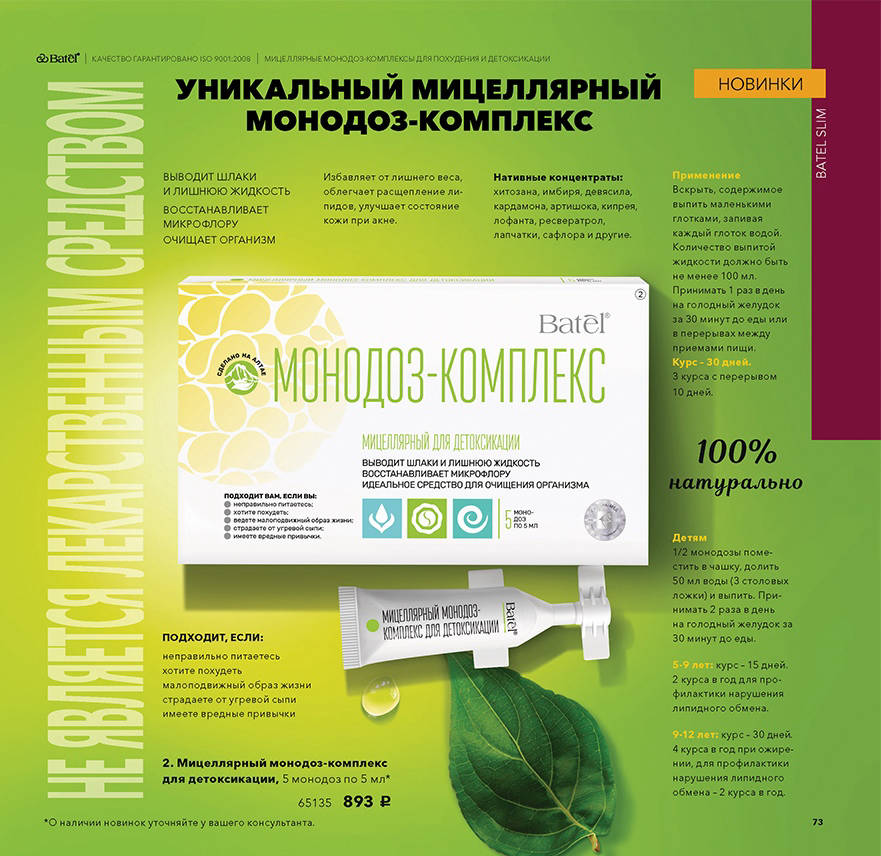 Batel® | КАЧЕСТВО ГАРАНТИРОВАНО ISO 9001:2008 | МИЦЕЛЛЯРНЫЕ МОНОДОЗ-КОМПЛЕКСЫ ДЛЯ ПОХУДЕНИЯ И ДЕТОКСИКАЦИИ
НЕ ЯВЛЯЕТСЯ ЛЕКАРСТВЕННЫМ СРЕДСТВОМ
УНИКАЛЬНЫЙ МИЦЕЛЛЯРНЫЙ
МОНОДОЗ-КОМПЛЕКС
НОВИНКИ
BATEL SLIM
ВЫВОДИТ ШЛАКИ
И ЛИШНЮЮ ЖИДКОСТЬ
ВОССТАНАВЛИВАЕТ
МИКРОФЛОРУ
ОЧИЩАЕТ ОРГАНИЗМ
Избавляет от лишнего веса,
облегчает расщепление ли-
пидов, улучшает состояние
кожи при акне.
Нативные концентраты:
хитозана, имбиря, девясила,
кардамона, артишока, кипрея,
лофанта, ресвератрол,
лапчатки, сафлора и другие.
Применение
Вскрыть, содержимое
выпить маленькими
глотками, запивая
каждый глоток водой.
Количество выпитой
жидкости должно быть
не менее 100 мл.
Принимать 1 раз в день
на голодный желудок
за 30 минут до еды или
в перерывах между
приемами пищи.
Курс – 30 дней.
3 курса с перерывом
10 дней.
МИЦЕЛЛЯРНЫЙ МОНОДОЗ-КОМПЛЕКС ДЛЯ ДЕТОКСИКАЦИИ
2
Batel®
СДЕЛАНО НА АЛТАЕ
МОНОДОЗ-КОМПЛЕКС
МИЦЕЛЛЯРНЫЙ ДЛЯ ДЕТОКСИКАЦИИ
ВЫВОДИТ ШЛАКИ И ЛИШНЮЮ ЖИДКОСТЬ
ВОССТАНАВЛИВАЕТ МИКРОФЛОРУ
ИДЕАЛЬНОЕ СРЕДСТВО ДЛЯ ОЧИЩЕНИЯ ОРГАНИЗМА
ПОДХОДИТ ВАМ, ЕСЛИ ВЫ:
неправильно питаетесь;
хотите похудеть;
ведете малоподвижный образ жизни;
страдаете от угревой сыпи;
имеете вредные привычки.
5 МОНО-
ДОЗ
ПО 5 МЛ
100%
натурально
Детям
1/2 монодозы поме-
стить в чашку, долить
50 мл воды (3 столовых
ложки) и выпить. При-
нимать 2 раза в день
на голодный желудок за
30 минут до еды.
5-9 лет: курс – 15 дней.
2 курса в год для про-
филактики нарушения
липидного обмена.
9-12 лет: курс – 30 дней.
4 курса в год при ожире-
нии, для профилактики
нарушения липидного
обмена – 2 курса в год.
МИЦЕЛЛЯРНЫЙ МОНОДОЗ-
КОМПЛЕКС ДЛЯ ДЕТОКСИКАЦИИ
Batel®
ПОДХОДИТ, ЕСЛИ:
неправильно питаетесь
хотите похудеть
малоподвижный образ жизни
страдаете от угревой сыпи
имеете вредные привычки
2. Мицеллярный монодоз-комплекс
для детоксикации, 5 монодоз по 5 мл*
65135 893 ₽
*О наличии новинок уточняйте у вашего консультанта.
73